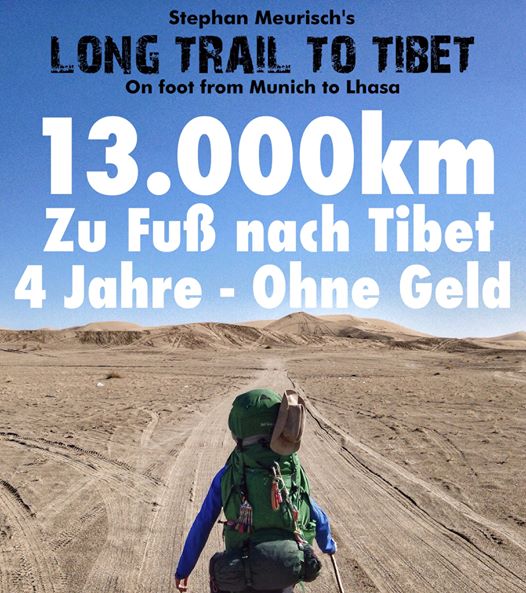 Stephan Meurisch's
LONG TRAIL TO TIBET
On foot from Munich to Lhasa
13.000km
Zu Fuß nach Tibet
4 Jahre - Ohne Geld